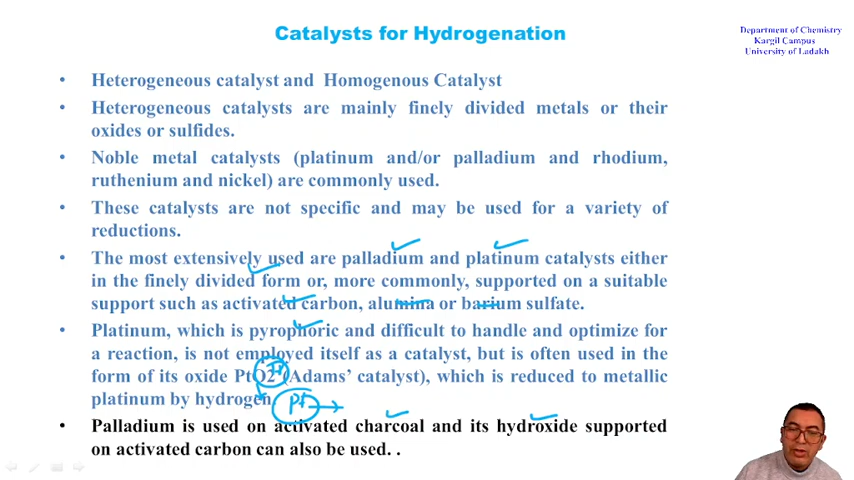 Catalysts for Hydrogenation
Department of Chemistry
Kargil Campus
University of Ladakh
• Heterogeneous catalyst and Homogenous Catalyst
• Heterogeneous catalysts are mainly finely divided metals or their
oxides or sulfides.
• Noble metal catalysts (platinum and/or palladium and rhodium,
ruthenium and nickel) are commonly used.
• These catalysts are not specific and may be used for a variety of
reductions.
• The most extensively used are palladium and platinum catalysts either
in the finely divided form or, more commonly, supported on a suitable
support such as activated carbon, alumina or barium sulfate.
• Platinum, which is pyrophoric and difficult to handle and optimize for
a reaction, is not employed itself as a catalyst, but is often used in the
form of its oxide PtO2 (Adams' catalyst), which is reduced to metallic
platinum by hydrogen.
Pt
• Palladium is used on activated charcoal and its hydroxide supported
on activated carbon can also be used. .